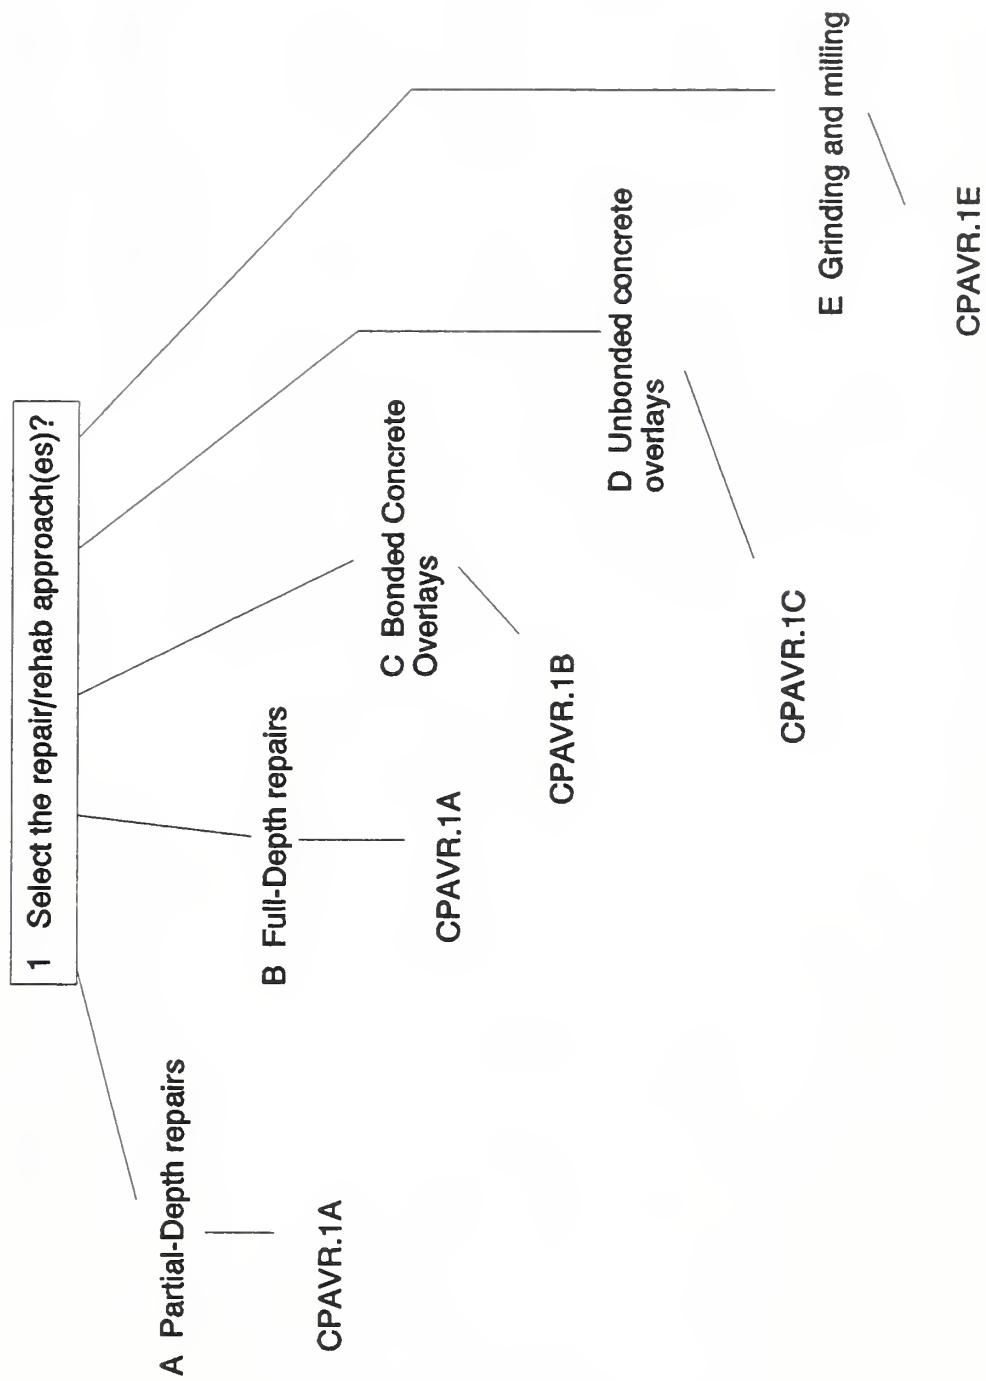 1 Select the repair/rehab approach(es)?
A Partial-Depth repairs
CPAVR.1A
B Full-Depth repairs
CPAVR.1A
C Bonded Concrete
Overlays
CPAVR.1B
D Unbonded concrete
overlays
CPAVR.1C
E Grinding and milling
CPAVR.1E